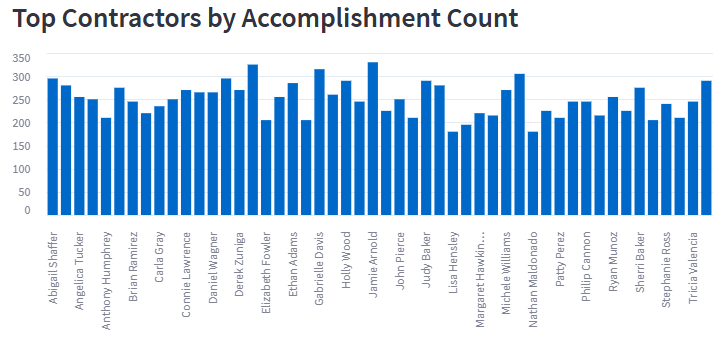 Top Contractors by Accomplishment Count
350
300
250
200
150
100
50
0
Abigail Shaffer
Angelica Tucker
Anthony Humphrey
Brian Ramirez
Carla Gray
Connie Lawrence
Daniel Wagner
Derek Zuniga
Elizabeth Fowler
Ethan Adams
Gabrielle Davis
Holly Wood
Jamie Arnold
John Pierce
Judy Baker
Lisa Hensley
Margaret Hawkin...
Michele Williams
Nathan Maldonado
Patty Perez
Philip Cannon
Ryan Munoz
Sherri Baker
Stephanie Ross
Tricia Valencia